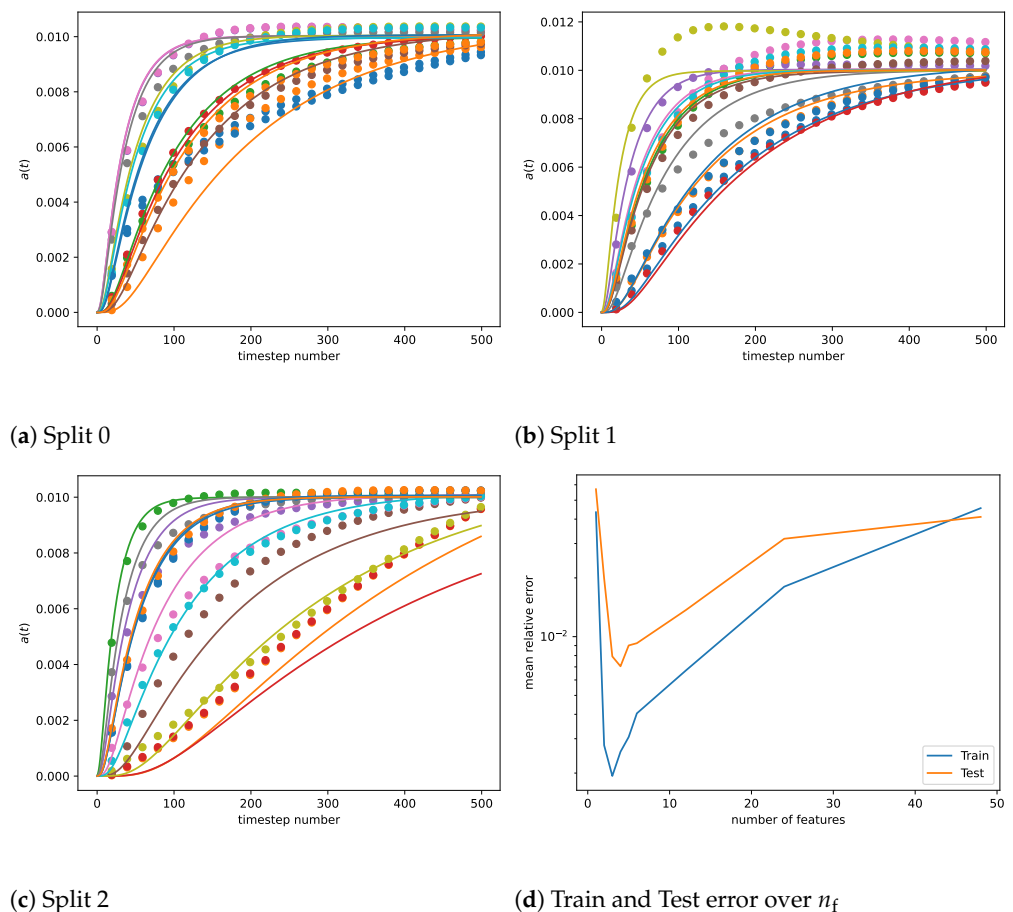 0.010
0.008
0.006
0.004
0.002
0.000
a(t)
0 100 200 300 400 500
timestep number
(a) Split 0
0.012
0.010
0.008
0.006
0.004
0.002
0.000
a(t)
0 100 200 300 400 500
timestep number
(b) Split 1
0.010
0.008
0.006
0.004
0.002
0.000
a(t)
0 100 200 300 400 500
timestep number
(c) Split 2
10⁻²
mean relative error
Train
Test
0 10 20 30 40 50
number of features
(d) Train and Test error over n_f